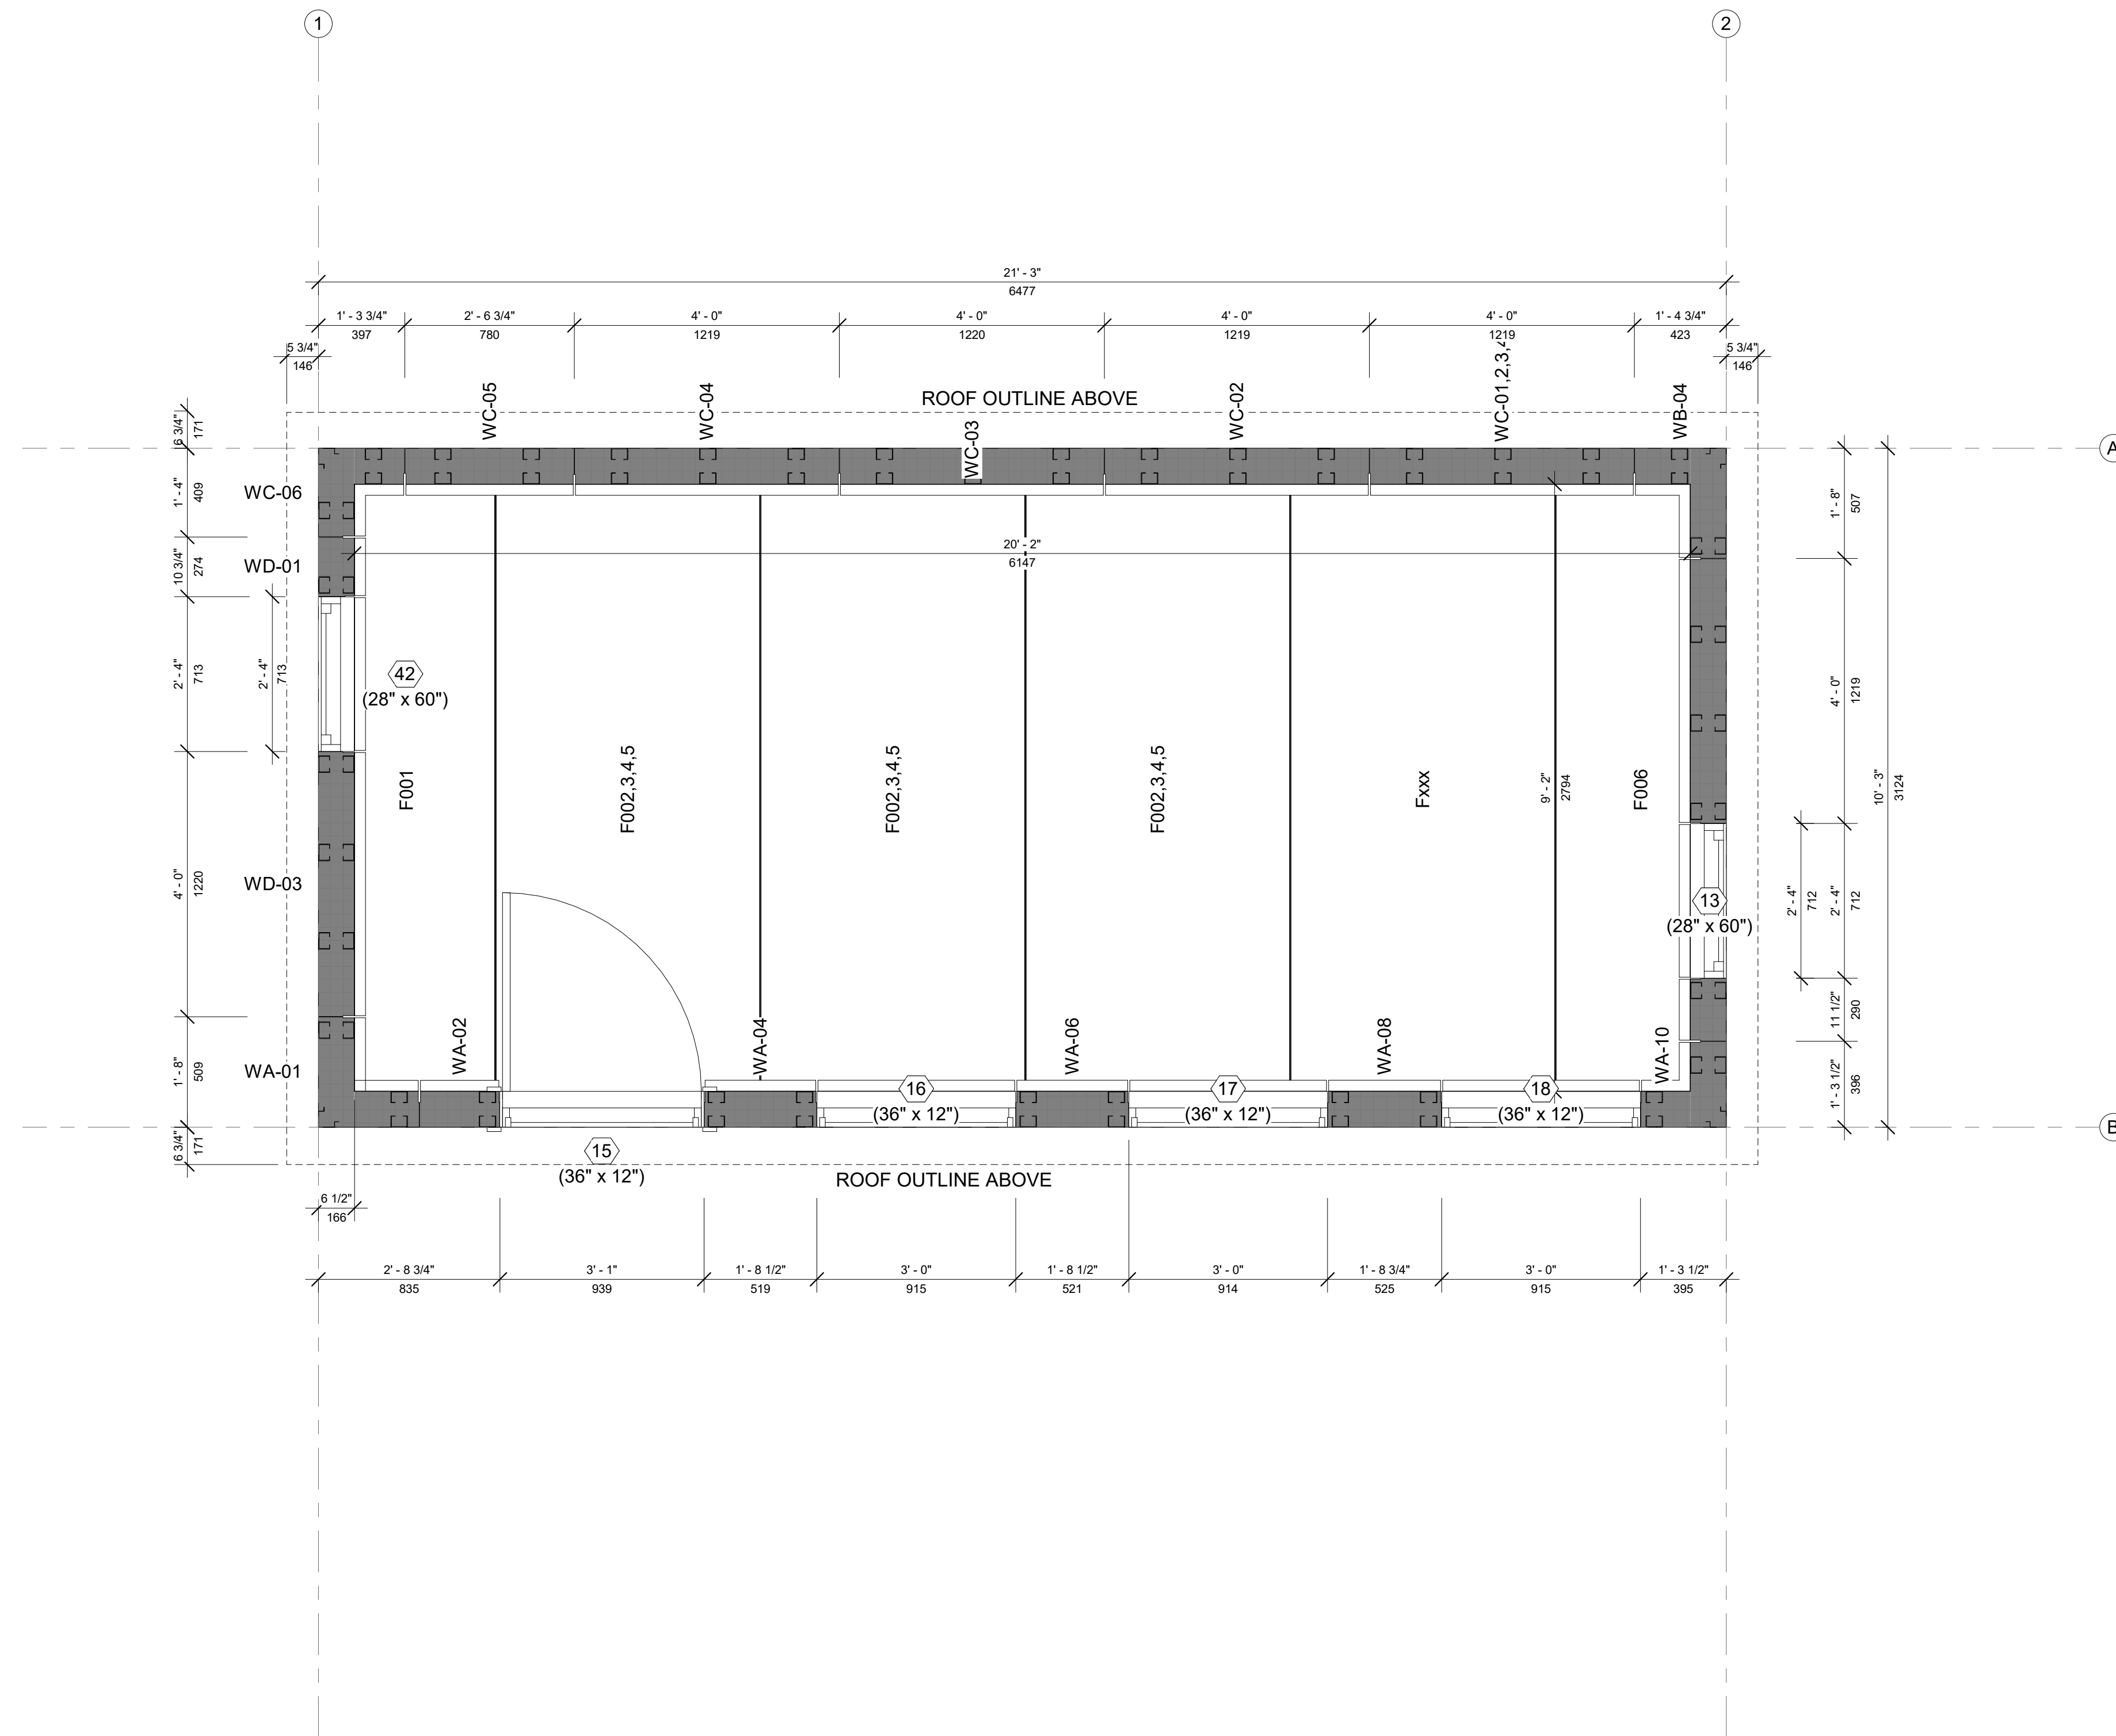 1
2
21' - 3"
6477
1' - 3 3/4"
397
2' - 6 3/4"
780
4' - 0"
1219
4' - 0"
1220
4' - 0"
1219
4' - 0"
1219
1' - 4 3/4"
423
5 3/4"
146
5 3/4"
146
ROOF OUTLINE ABOVE
WC-05
WC-04
WC-03
WC-02
WC-01,2,3,
WB-04
A
6 3/4"
171
1' - 4"
409
10 3/4"
274
2' - 4"
713
2' - 4"
713
4' - 0"
1220
1' - 8"
509
6 3/4"
171
WC-06
WD-01
WD-03
WA-01
20' - 2"
6147
42
(28" x 60")
F001
F002,3,4,5
F002,3,4,5
F002,3,4,5
Fxxx
9' - 2"
2794
F006
13
(28" x 60")
1' - 8"
507
4' - 0"
1219
2' - 4"
712
2' - 4"
712
11 1/2"
290
1' - 3 1/2"
396
10' - 3"
3124
WA-02
WA-04
WA-06
WA-08
WA-10
16
(36" x 12")
17
(36" x 12")
18
(36" x 12")
15
(36" x 12")
B
ROOF OUTLINE ABOVE
6 1/2"
166
2' - 8 3/4"
835
3' - 1"
939
1' - 8 1/2"
519
3' - 0"
915
1' - 8 1/2"
521
3' - 0"
914
1' - 8 3/4"
525
3' - 0"
915
1' - 3 1/2"
395